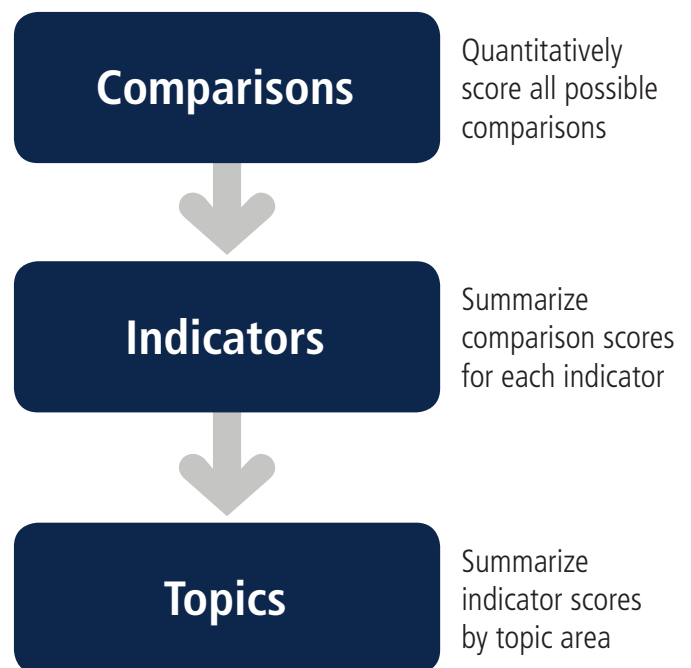 Comparisons
Quantitatively
score all possible
comparisons
Indicators
Summarize
comparison scores
for each indicator
Topics
Summarize
indicator scores
by topic area